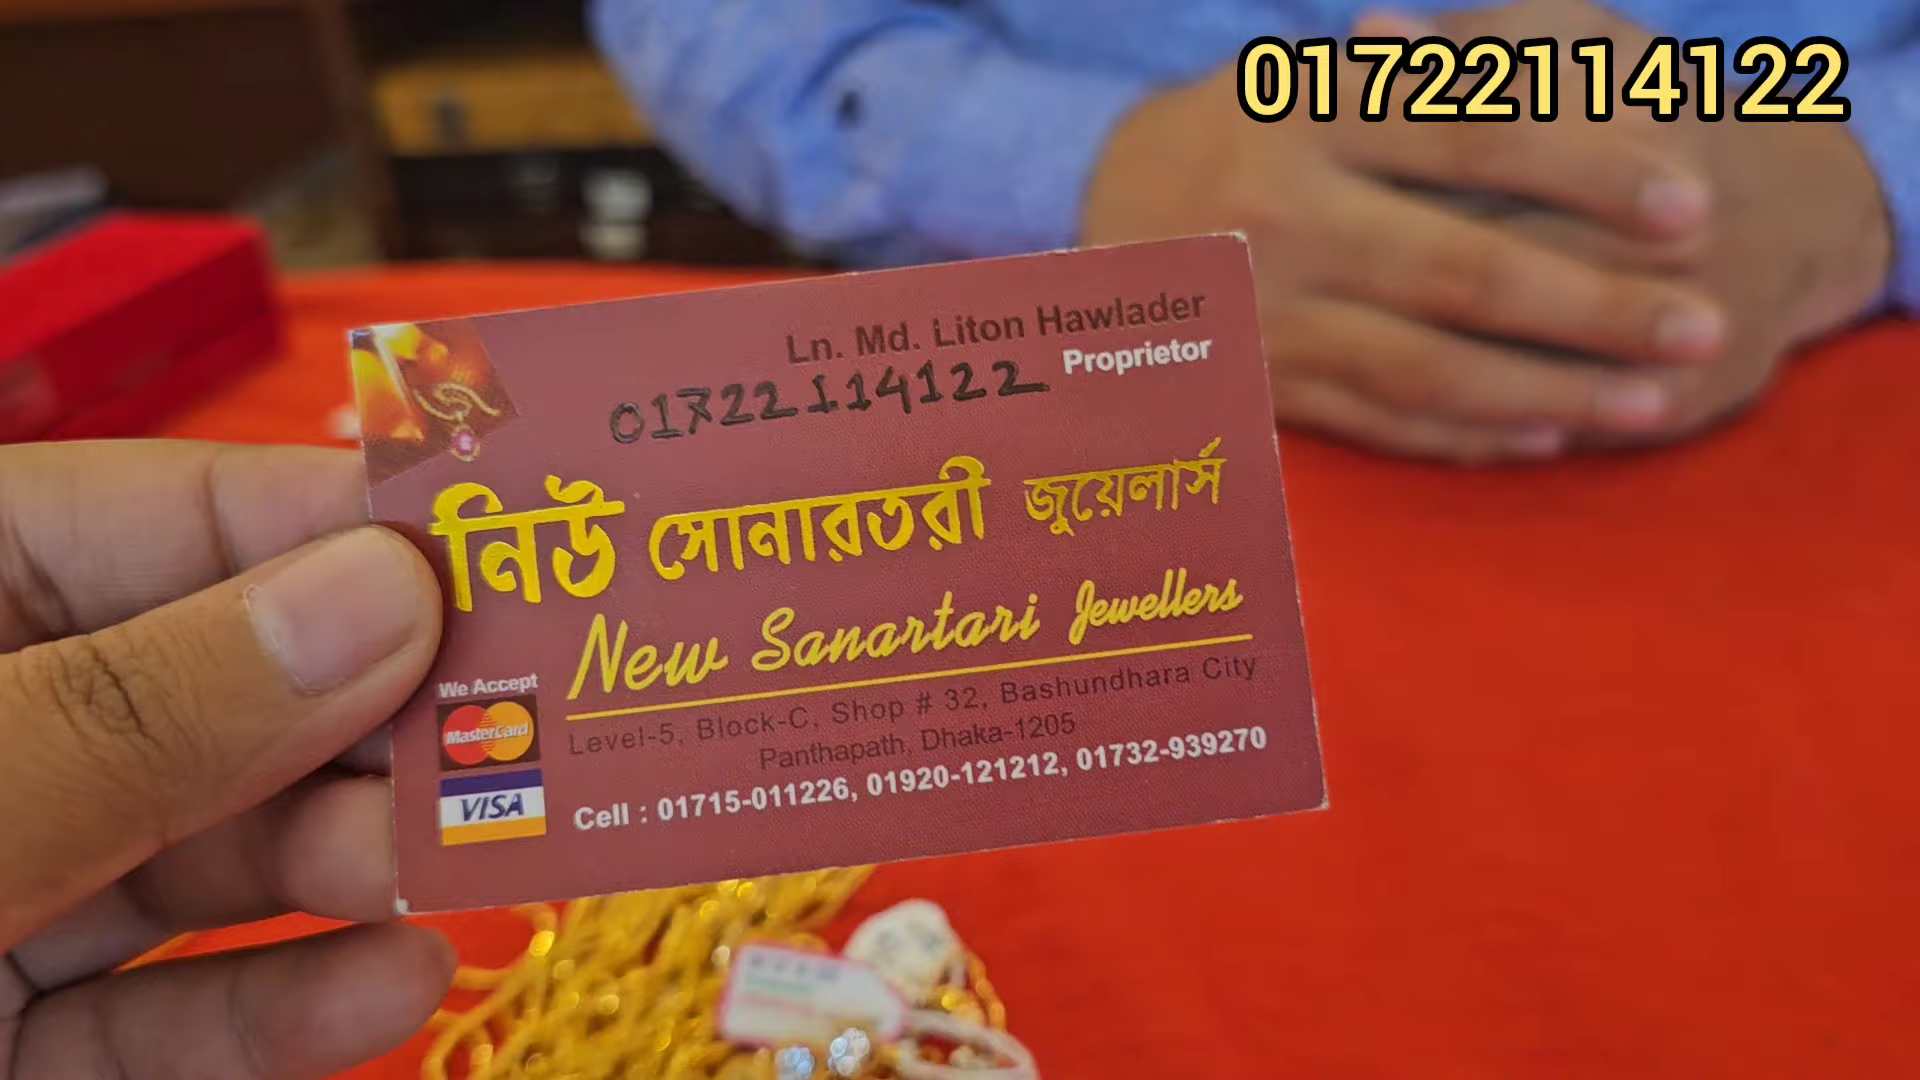 01722114122
Ln. Md. Liton Hawlader
Proprietor
01722114122
নিউ সোনারতরী জুয়েলার্স
New Sanartari Jewellers
Level-5, Block-C, Shop # 32, Bashundhara City
Panthapath, Dhaka-1205
Cell : 01715-011226, 01920-121212, 01732-939270
We Accept
MasterCard
VISA